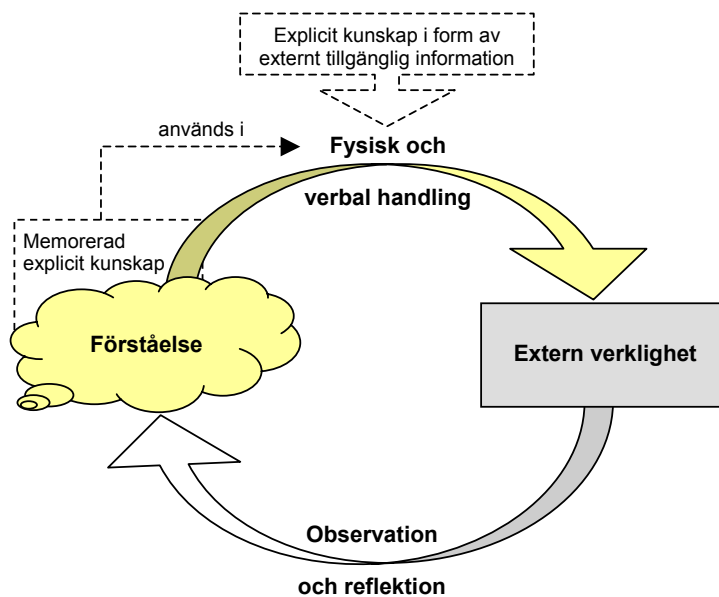 Explicit kunskap i form av
externt tillgänglig information
används i
Fysisk och
verbal handling
Memorerad
explicit kunskap
Förståelse
Extern verklighet
Observation
och reflektion